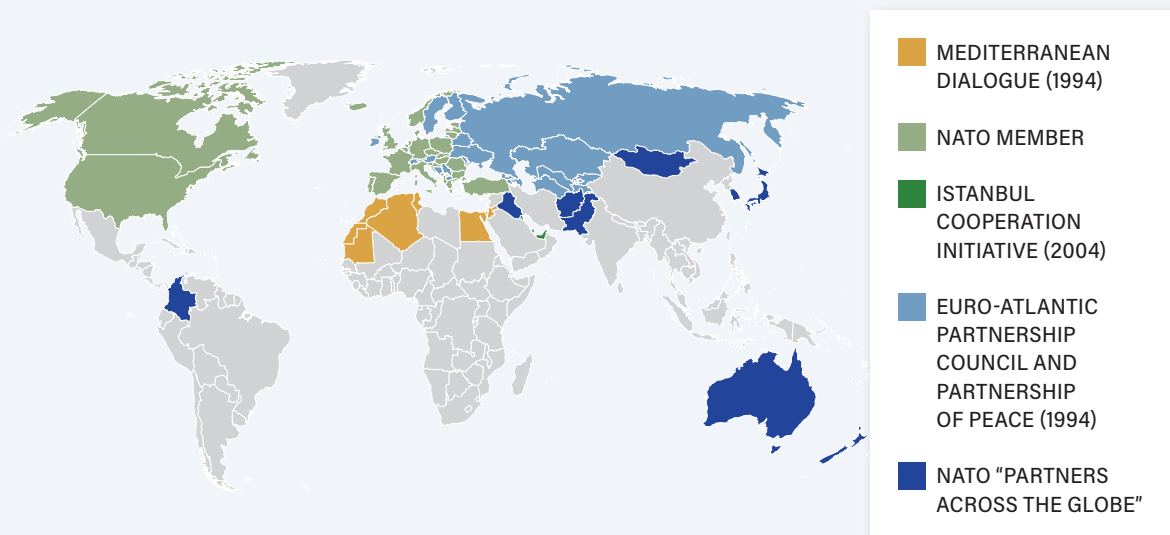 MEDITERRANEAN
DIALOGUE (1994)
NATO MEMBER
ISTANBUL
COOPERATION
INITIATIVE (2004)
EURO-ATLANTIC
PARTNERSHIP
COUNCIL AND
PARTNERSHIP
OF PEACE (1994)
NATO “PARTNERS
ACROSS THE GLOBE”